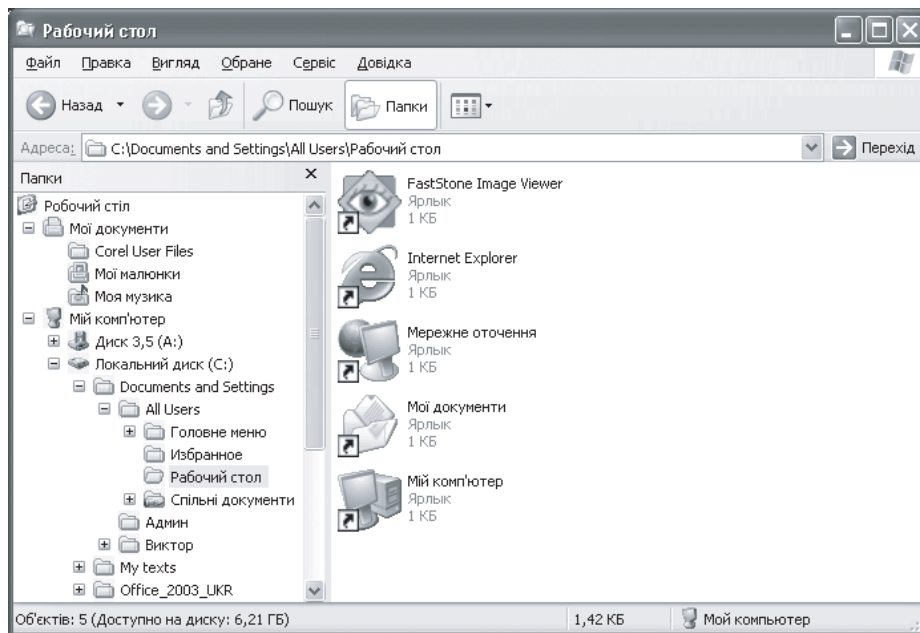 Рабочий стол
Файл Правка Вигляд Обране Сервіс Довідка
Назад Пошук Папки
Адреса: C:\Documents and Settings\All Users\Рабочий стол Перехід
Папки
Робочий стіл
Мої документи
Corel User Files
Мої малюнки
Моя музика
Мій комп'ютер
Диск 3,5 (A:)
Локальний диск (C:)
Documents and Settings
All Users
Головне меню
Избранное
Рабочий стол
Спільні документи
Админ
Виктор
My texts
Office_2003_UKR
FastStone Image Viewer
Ярлык
1 КБ
Internet Explorer
Ярлык
1 КБ
Мережне оточення
Ярлык
1 КБ
Мої документи
Ярлык
1 КБ
Мій комп'ютер
Ярлык
1 КБ
Об'єктів: 5 (Доступно на диску: 6,21 ГБ) 1,42 КБ Мой компьютер